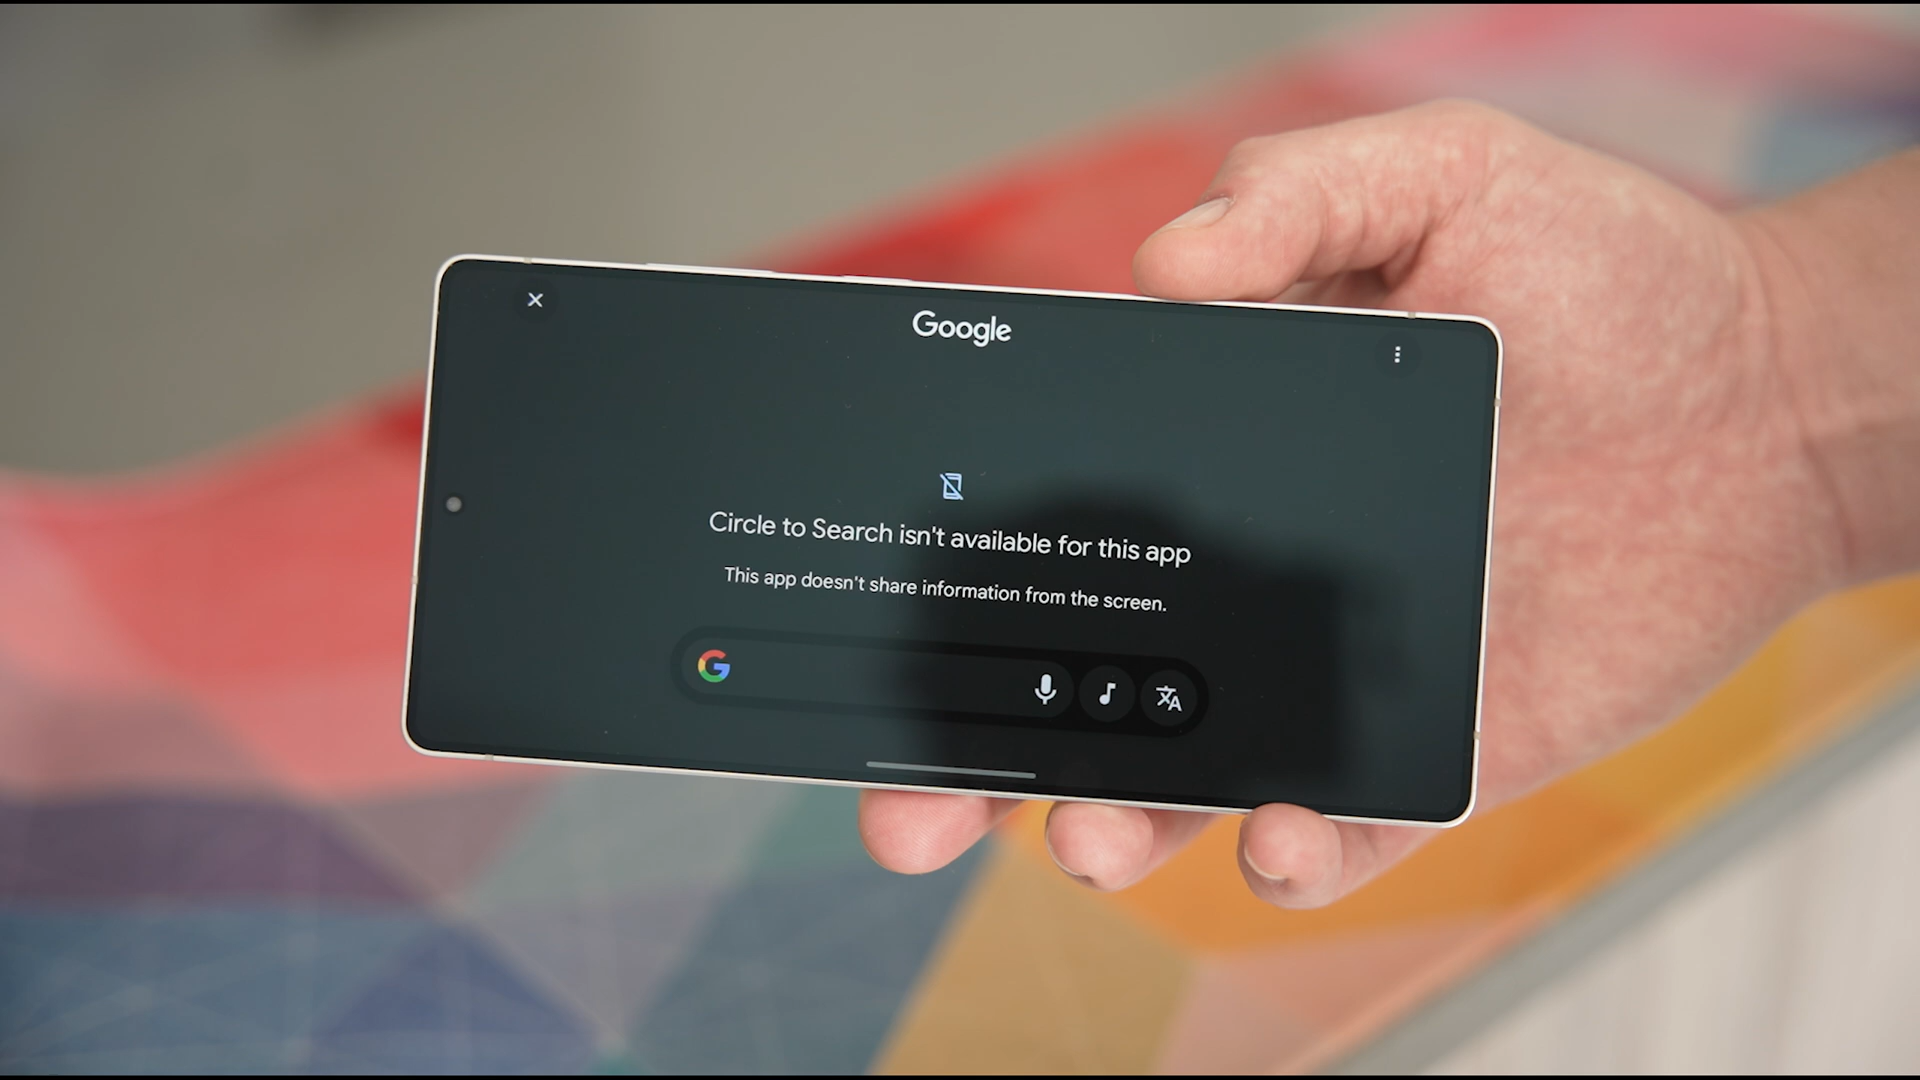 Google
Circle to Search isn't available for this app
This app doesn't share information from the screen.